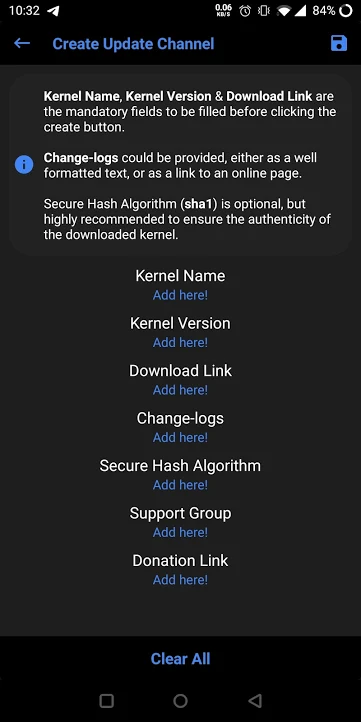 10:32
0.06
KB/S
84%
Create Update Channel
Kernel Name, Kernel Version & Download Link are
the mandatory fields to be filled before clicking the
create button.
Change-logs could be provided, either as a well
formatted text, or as a link to an online page.
Secure Hash Algorithm (sha1) is optional, but
highly recommended to ensure the authenticity of
the downloaded kernel.
Kernel Name
Add here!
Kernel Version
Add here!
Download Link
Add here!
Change-logs
Add here!
Secure Hash Algorithm
Add here!
Support Group
Add here!
Donation Link
Add here!
Clear All